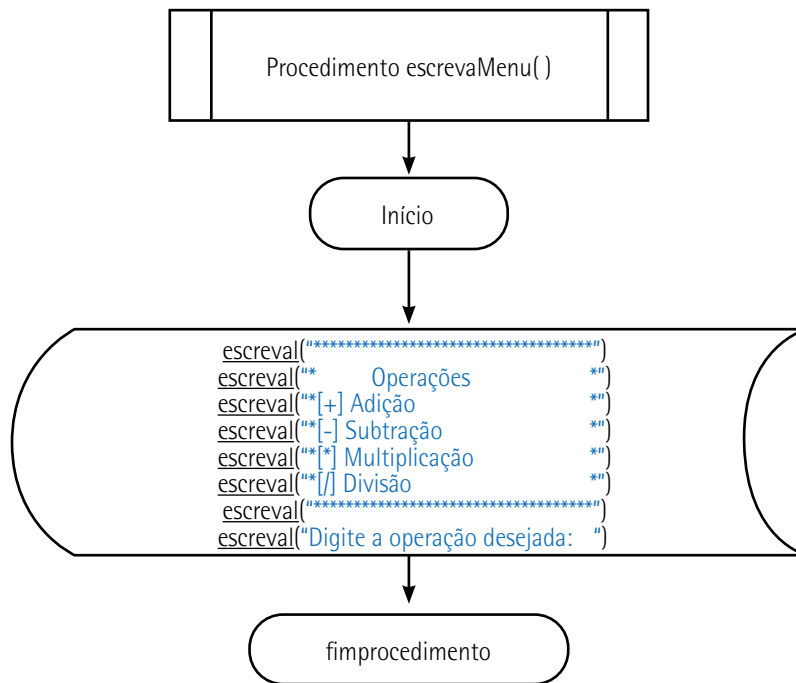 Procedimento escrevaMenu( )
Início
escreval("***********************************")
escreval("* Operações *")
escreval("*[+] Adição *")
escreval("*[-] Subtração *")
escreval("*[*] Multiplicação *")
escreval("*[/] Divisão *")
escreval("***********************************")
escreval("Digite a operação desejada: ")
fimprocedimento